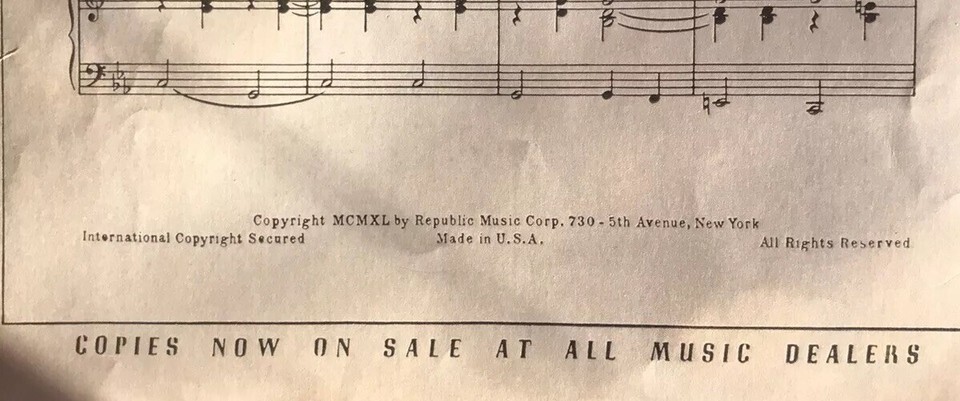 Copyright MCMXL by Republic Music Corp. 730 - 5th Avenue, New York
International Copyright Secured Made in U.S.A. All Rights Reserved
COPIES NOW ON SALE AT ALL MUSIC DEALERS